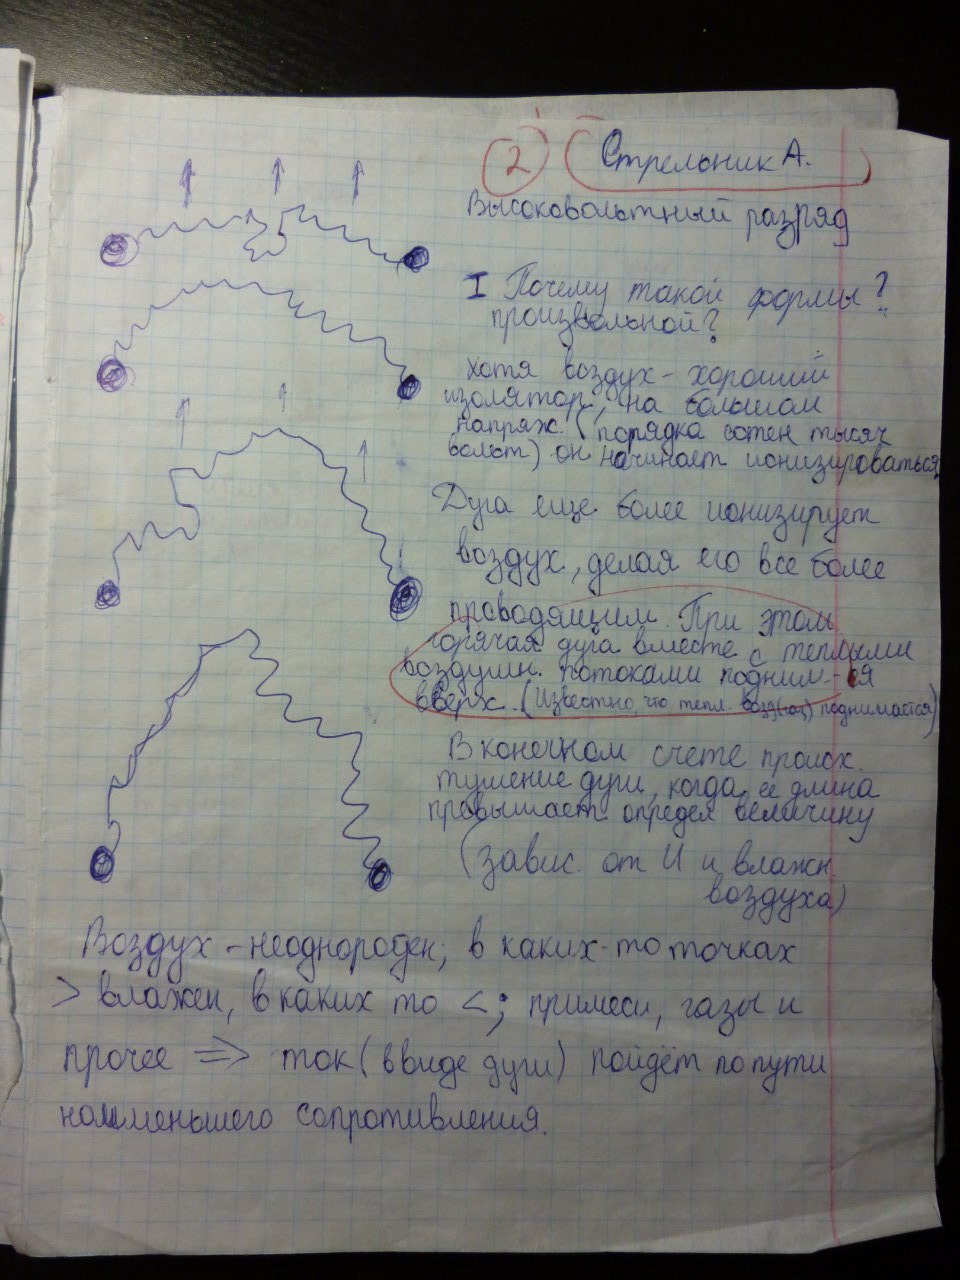 2
Стрельник А.
Высоковольтный разряд
I Почему такой формы?
произвольной?
хотя воздух - хороший
изолятор, на большом
напряж. (порядка сотен тысяч
вольт) он начинает ионизироваться.
Дуга еще более ионизирует
воздух, делая его все более
проводящим. При этом
горячая дуга вместе с теплыми
воздушн. потоками подним-ся
вверх. (Известно, что тепл. возд(газ) поднимается)
В конечном счете происх.
тушение дуги, когда ее длина
превышает определ величину
(завис. от U и влажн.
воздуха)
Воздух - неоднороден; в каких-то точках
> влажен, в каких то <; примеси, газы и
прочее => ток (в виде дуги) пойдёт по пути
наименьшего сопротивления.